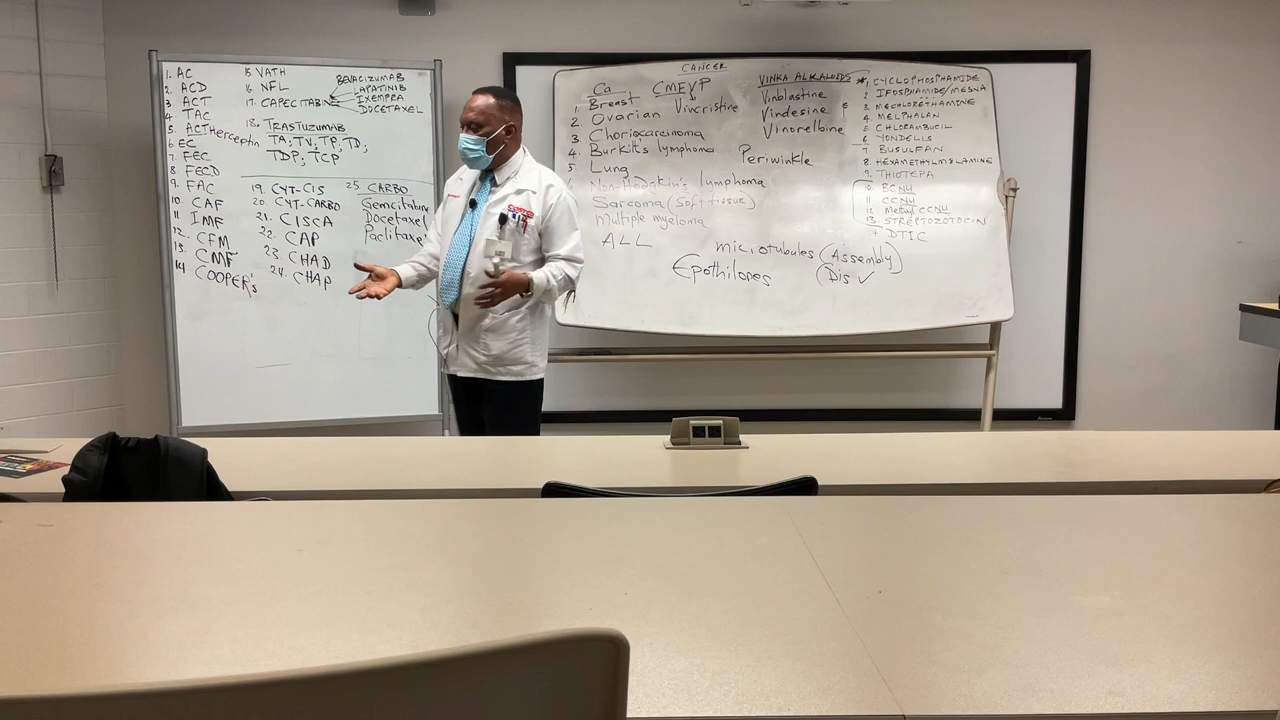 1. AC
2. ACD
3 ACT
4 TAC
5. ACTHerceptin
6. EC
7. FEC
8. FECD
9. FAC
10. CAF
11. LMF
12. CFM
13. CMF
14 COOPER's
15. VATH
16 NFL
17. CAPECITABINE
BEVACIZUMAB
LAPATINIB
IXEMPRA
DOCETAXEL
18. TRASTUZUMAB
TA, TV, TP, TD,
TDP, TCP
19. CYT-CIS
20. CYT-CARBO
21. CISCA
22. CAP
23. CHAD
24. CHAP
25. CARBO
Gemcitabine
Docetaxel
Paclitaxel
CANCER
Ca
1. Breast
2 Ovarian
3 Choriocarcinoma
4. Burkitt's lymphoma
5 Lung
Non-Hodgkin's lymphoma
Sarcoma (Soft tissue)
Multiple myeloma
ALL
CMEVP
Vincristine
VINKA ALKALOIDS
Vinblastine
Vindesine
Vinorelbine
Periwinkle
microtubules (Assembly)
Epothilones (Dis ✓
1. CYCLOPHOSPHAMIDE
2 IFOSPHAMIDE/MESNA
3 MECHLORETHAMINE
4 MELPHALAN
5 CHLORAMBUCIL
6 YONDELIS
7 BUSULFAN
8 HEXAMETHALMELAMINE
9 THIOTEPA
10 BCNU
11 CCNU
12 Methyl CCNU
13 STREPTOZOTOCIN
DTIC